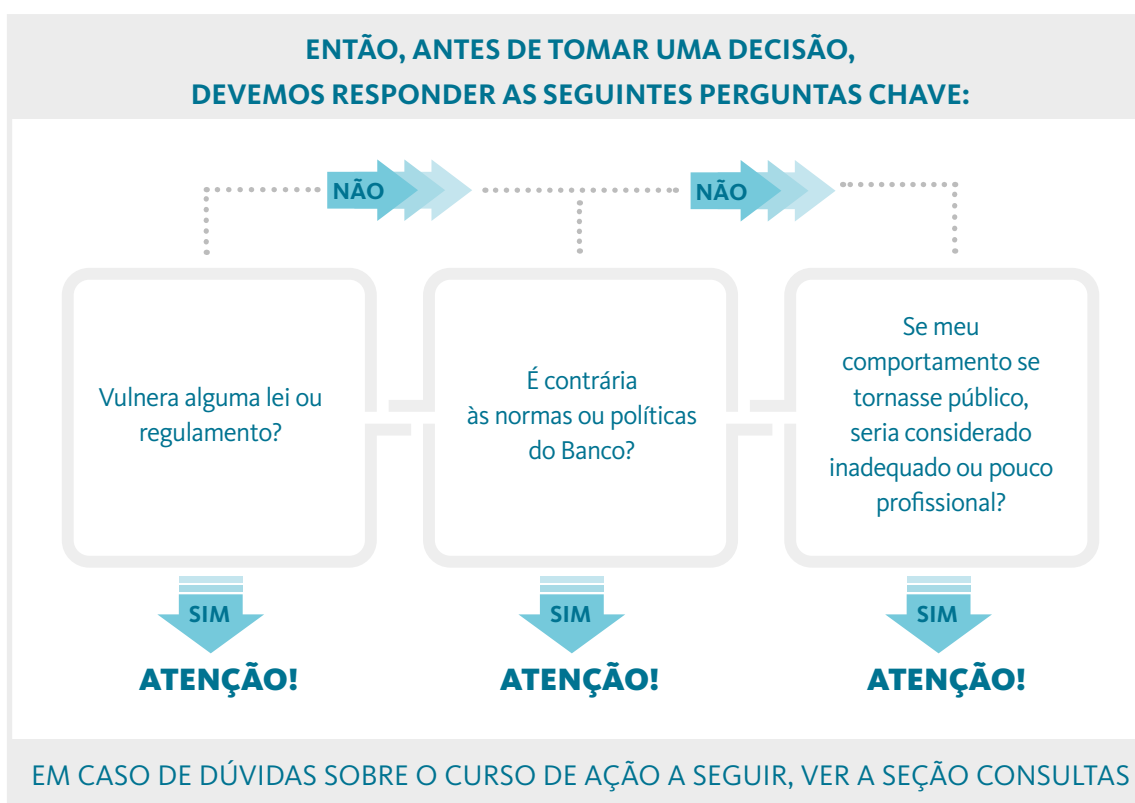 ENTÃO, ANTES DE TOMAR UMA DECISÃO,
DEVEMOS RESPONDER AS SEGUINTES PERGUNTAS CHAVE:
NÃO
NÃO
Vulnera alguma lei ou
regulamento?
É contrária
às normas ou políticas
do Banco?
Se meu
comportamento se
tornasse público,
seria considerado
inadequado ou pouco
profissional?
SIM
SIM
SIM
ATENÇÃO!
ATENÇÃO!
ATENÇÃO!
EM CASO DE DÚVIDAS SOBRE O CURSO DE AÇÃO A SEGUIR, VER A SEÇÃO CONSULTAS